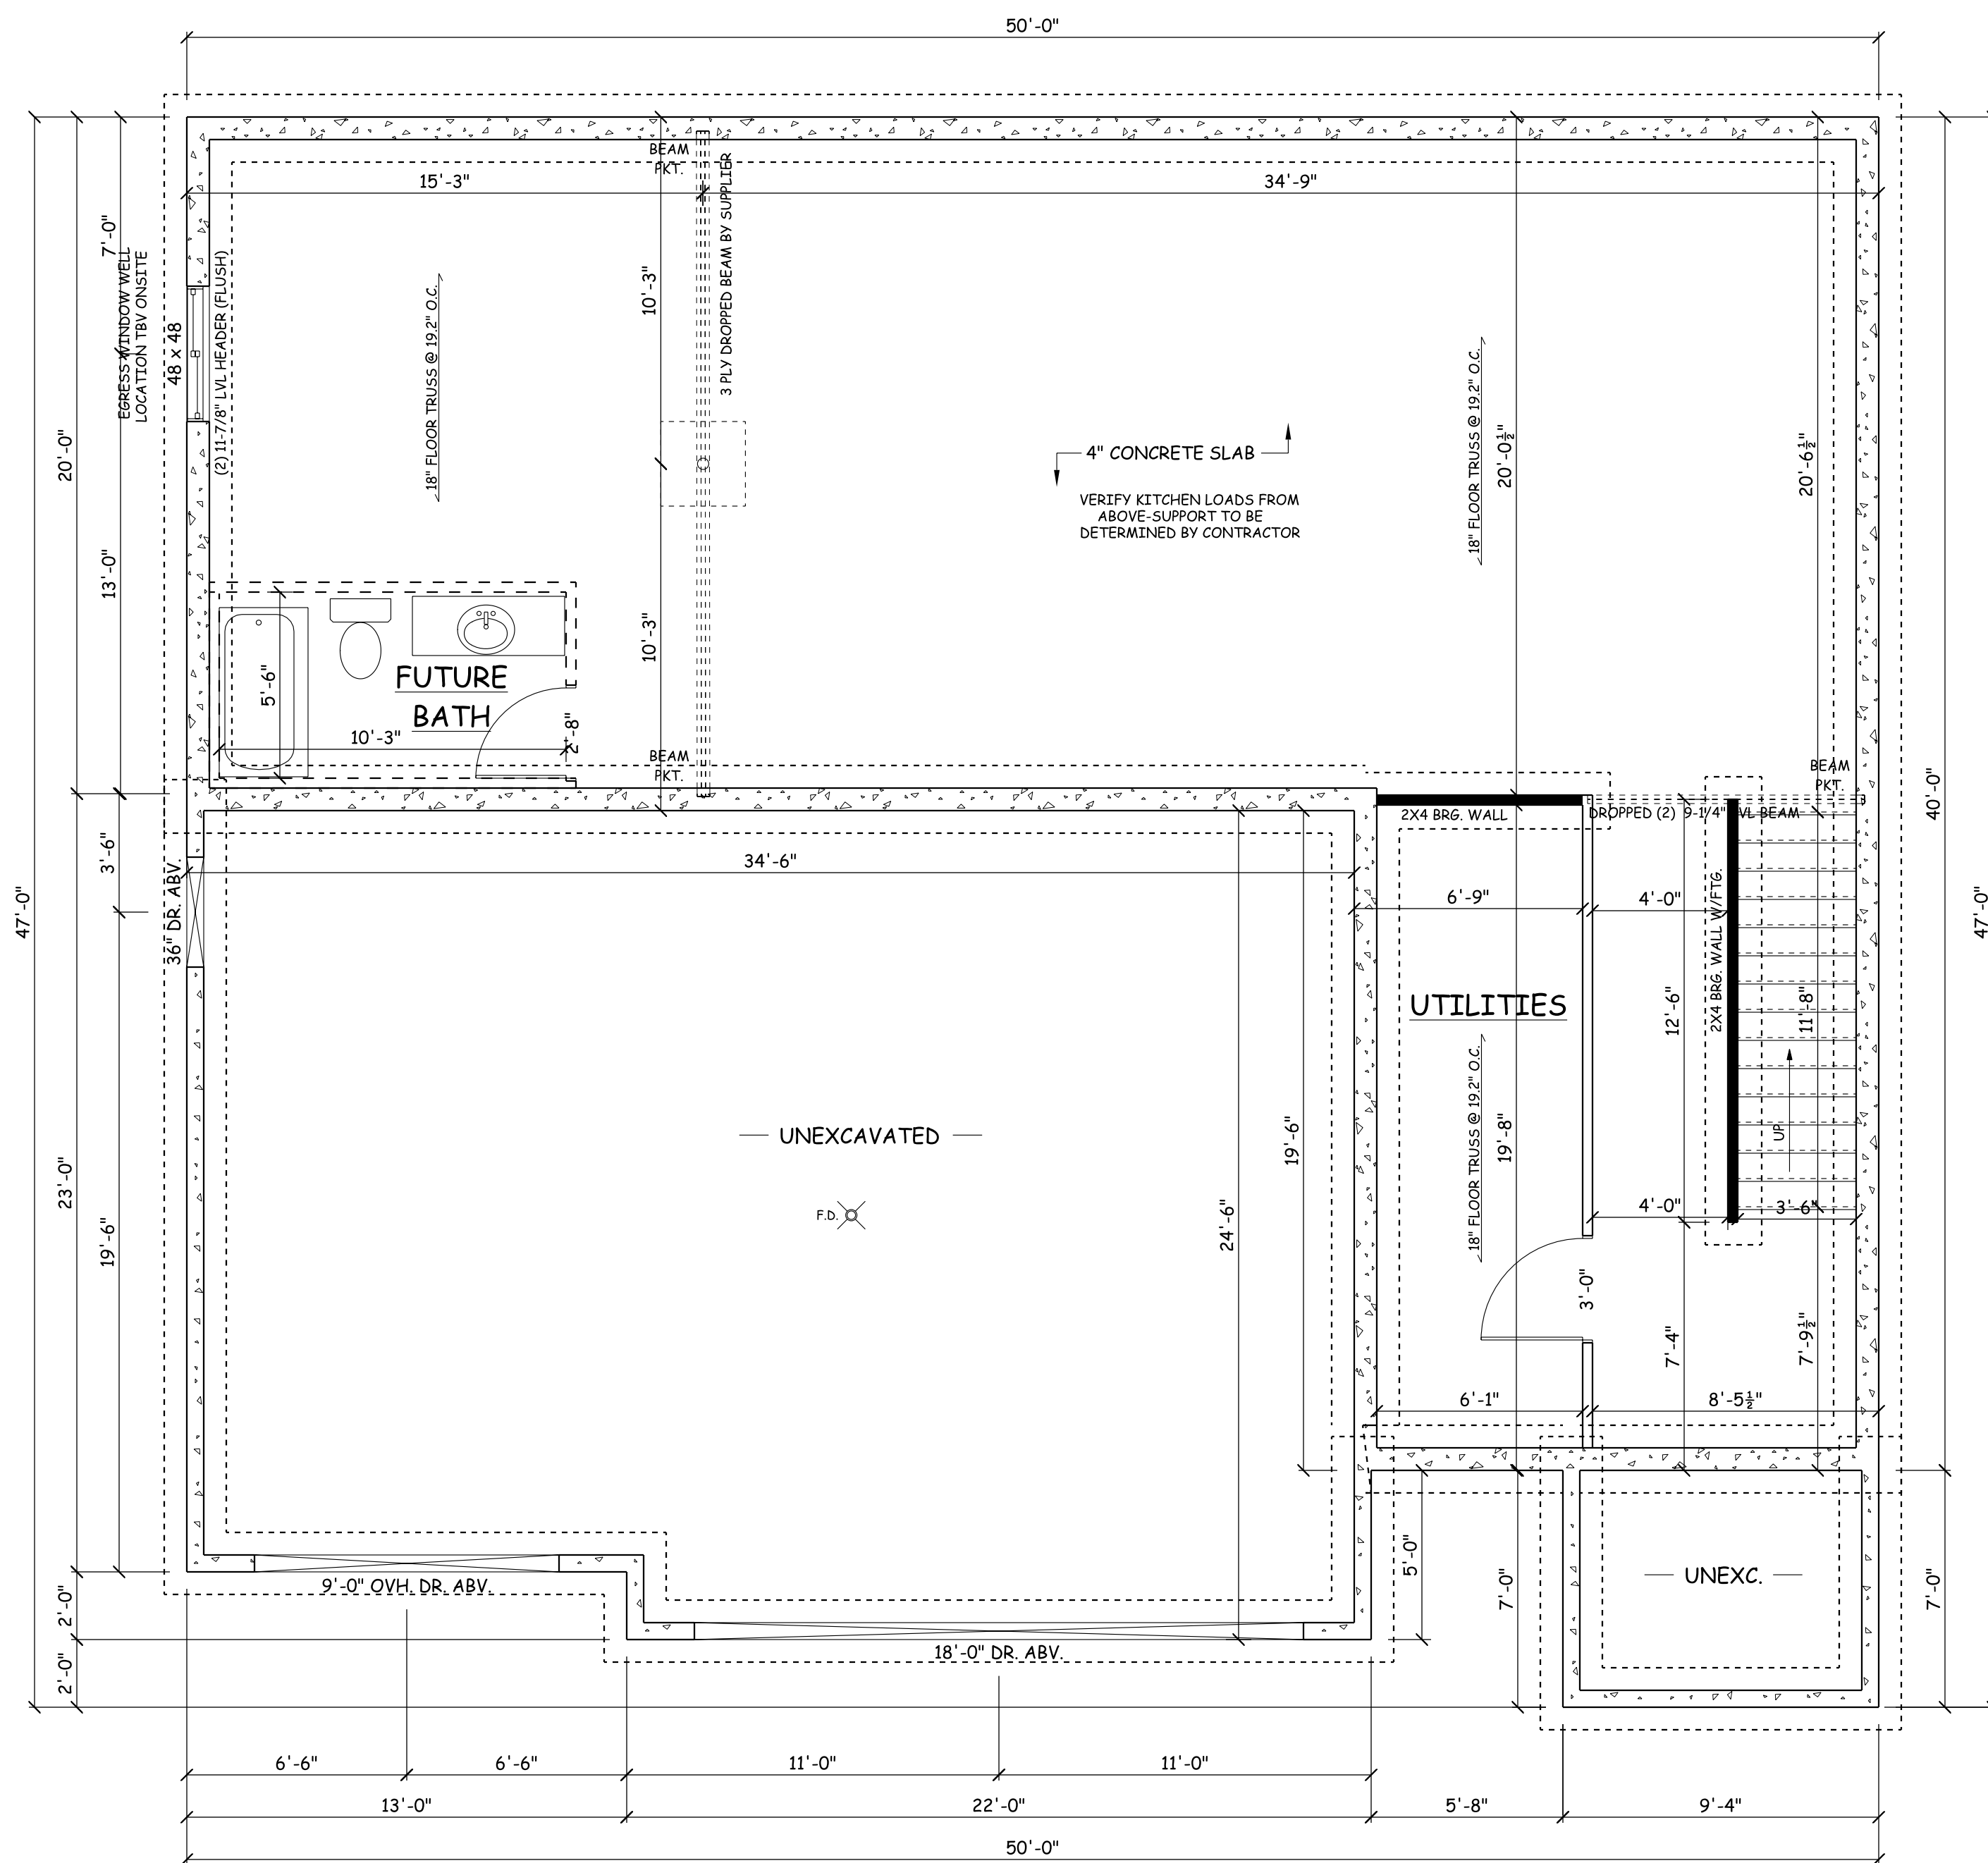 50'-0"
BEAM
PKT.
15'-3"
34'-9"
7'-0"
EGRESS WINDOW WELL
LOCATION TBV ONSITE
48 x 48
(2) 11-7/8" LVL HEADER (FLUSH)
18" FLOOR TRUSS @ 19.2" O.C.
10'-3"
3 PLY DROPPED BEAM BY SUPPLIER
4" CONCRETE SLAB
VERIFY KITCHEN LOADS FROM
ABOVE-SUPPORT TO BE
DETERMINED BY CONTRACTOR
18" FLOOR TRUSS @ 19.2" O.C.
20'-0½"
20'-6½"
20'-0"
13'-0"
5'-6"
FUTURE
BATH
10'-3"
2'-8"
10'-3"
BEAM
PKT.
BEAM
PKT.
40'-0"
2X4 BRG. WALL
DROPPED (2) 9-1/4" LVL BEAM
3'-6"
36" DR. ABV.
34'-6"
6'-9"
4'-0"
2X4 BRG. WALL W/FTG.
47'-0"
47'-0"
UTILITIES
12'-6"
11'-8"
18" FLOOR TRUSS @ 19.2" O.C.
19'-8"
UP
UNEXCAVATED
F.D.
19'-6"
24'-6"
23'-0"
19'-6"
4'-0"
3'-6"
3'-0"
7'-4"
7'-9½"
6'-1"
8'-5½"
5'-0"
7'-0"
UNEXC.
7'-0"
9'-0" OVH. DR. ABV.
2'-0"
18'-0" DR. ABV.
2'-0"
6'-6"
6'-6"
11'-0"
11'-0"
13'-0"
22'-0"
5'-8"
9'-4"
50'-0"